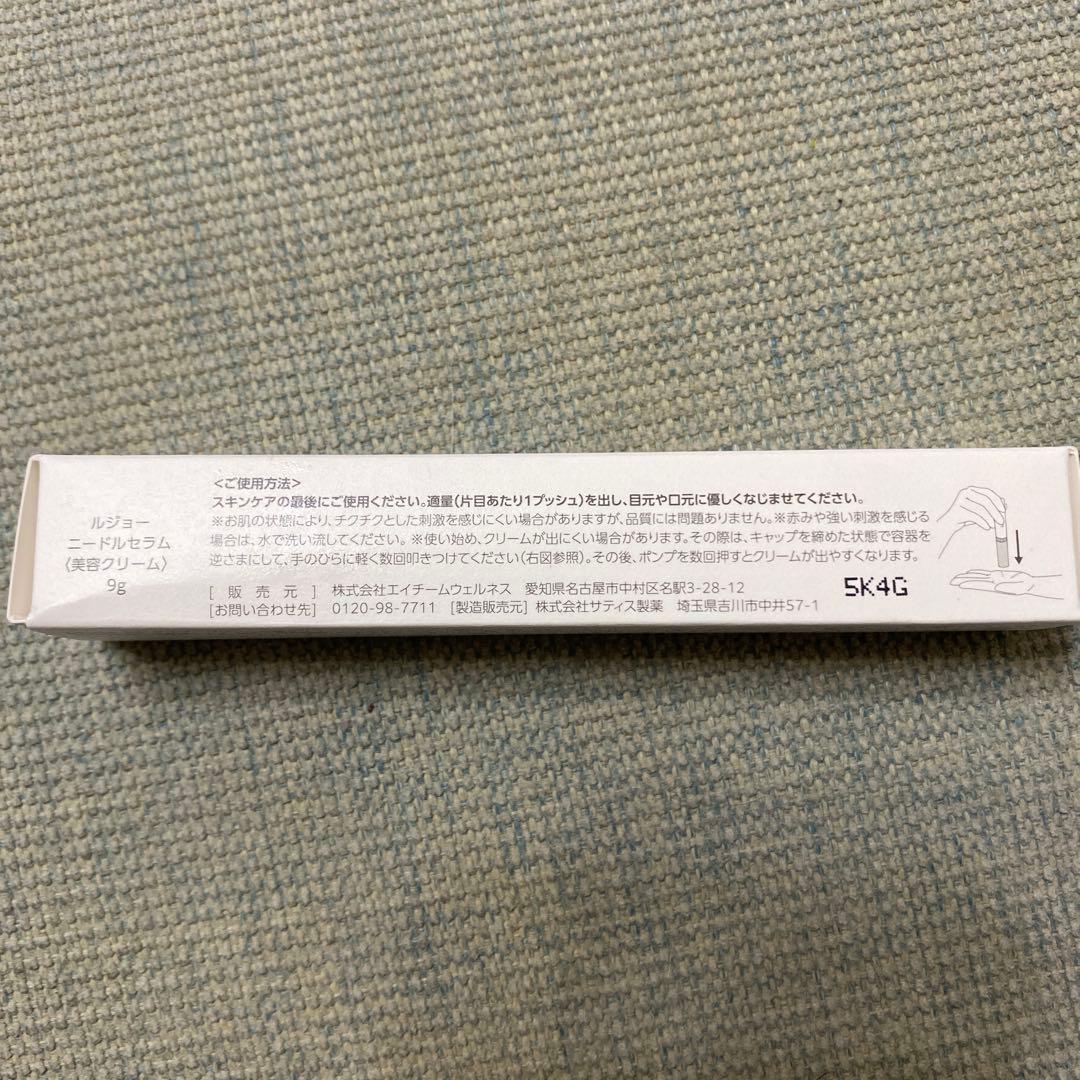 ルジョー
ニードルセラム
〈美容クリーム〉
9g
<ご使用方法>
スキンケアの最後にご使用ください。適量(片目あたり1プッシュ)を出し、目元や口元に優しくなじませてください。
※お肌の状態により、チクチクとした刺激を感じにくい場合がありますが、品質には問題ありません。※赤みや強い刺激を感じる
場合は、水で洗い流してください。※使い始め、クリームが出にくい場合があります。その際は、キャップを締めた状態で容器を
逆さまにして、手のひらに軽く数回叩きつけてください(右図参照)。その後、ポンプを数回押すとクリームが出やすくなります。
[販売元] 株式会社エイチームウェルネス 愛知県名古屋市中村区名駅3-28-12
[お問い合わせ先] 0120-98-7711 [製造販売元] 株式会社サティス製薬 埼玉県吉川市中井57-1
5K4G